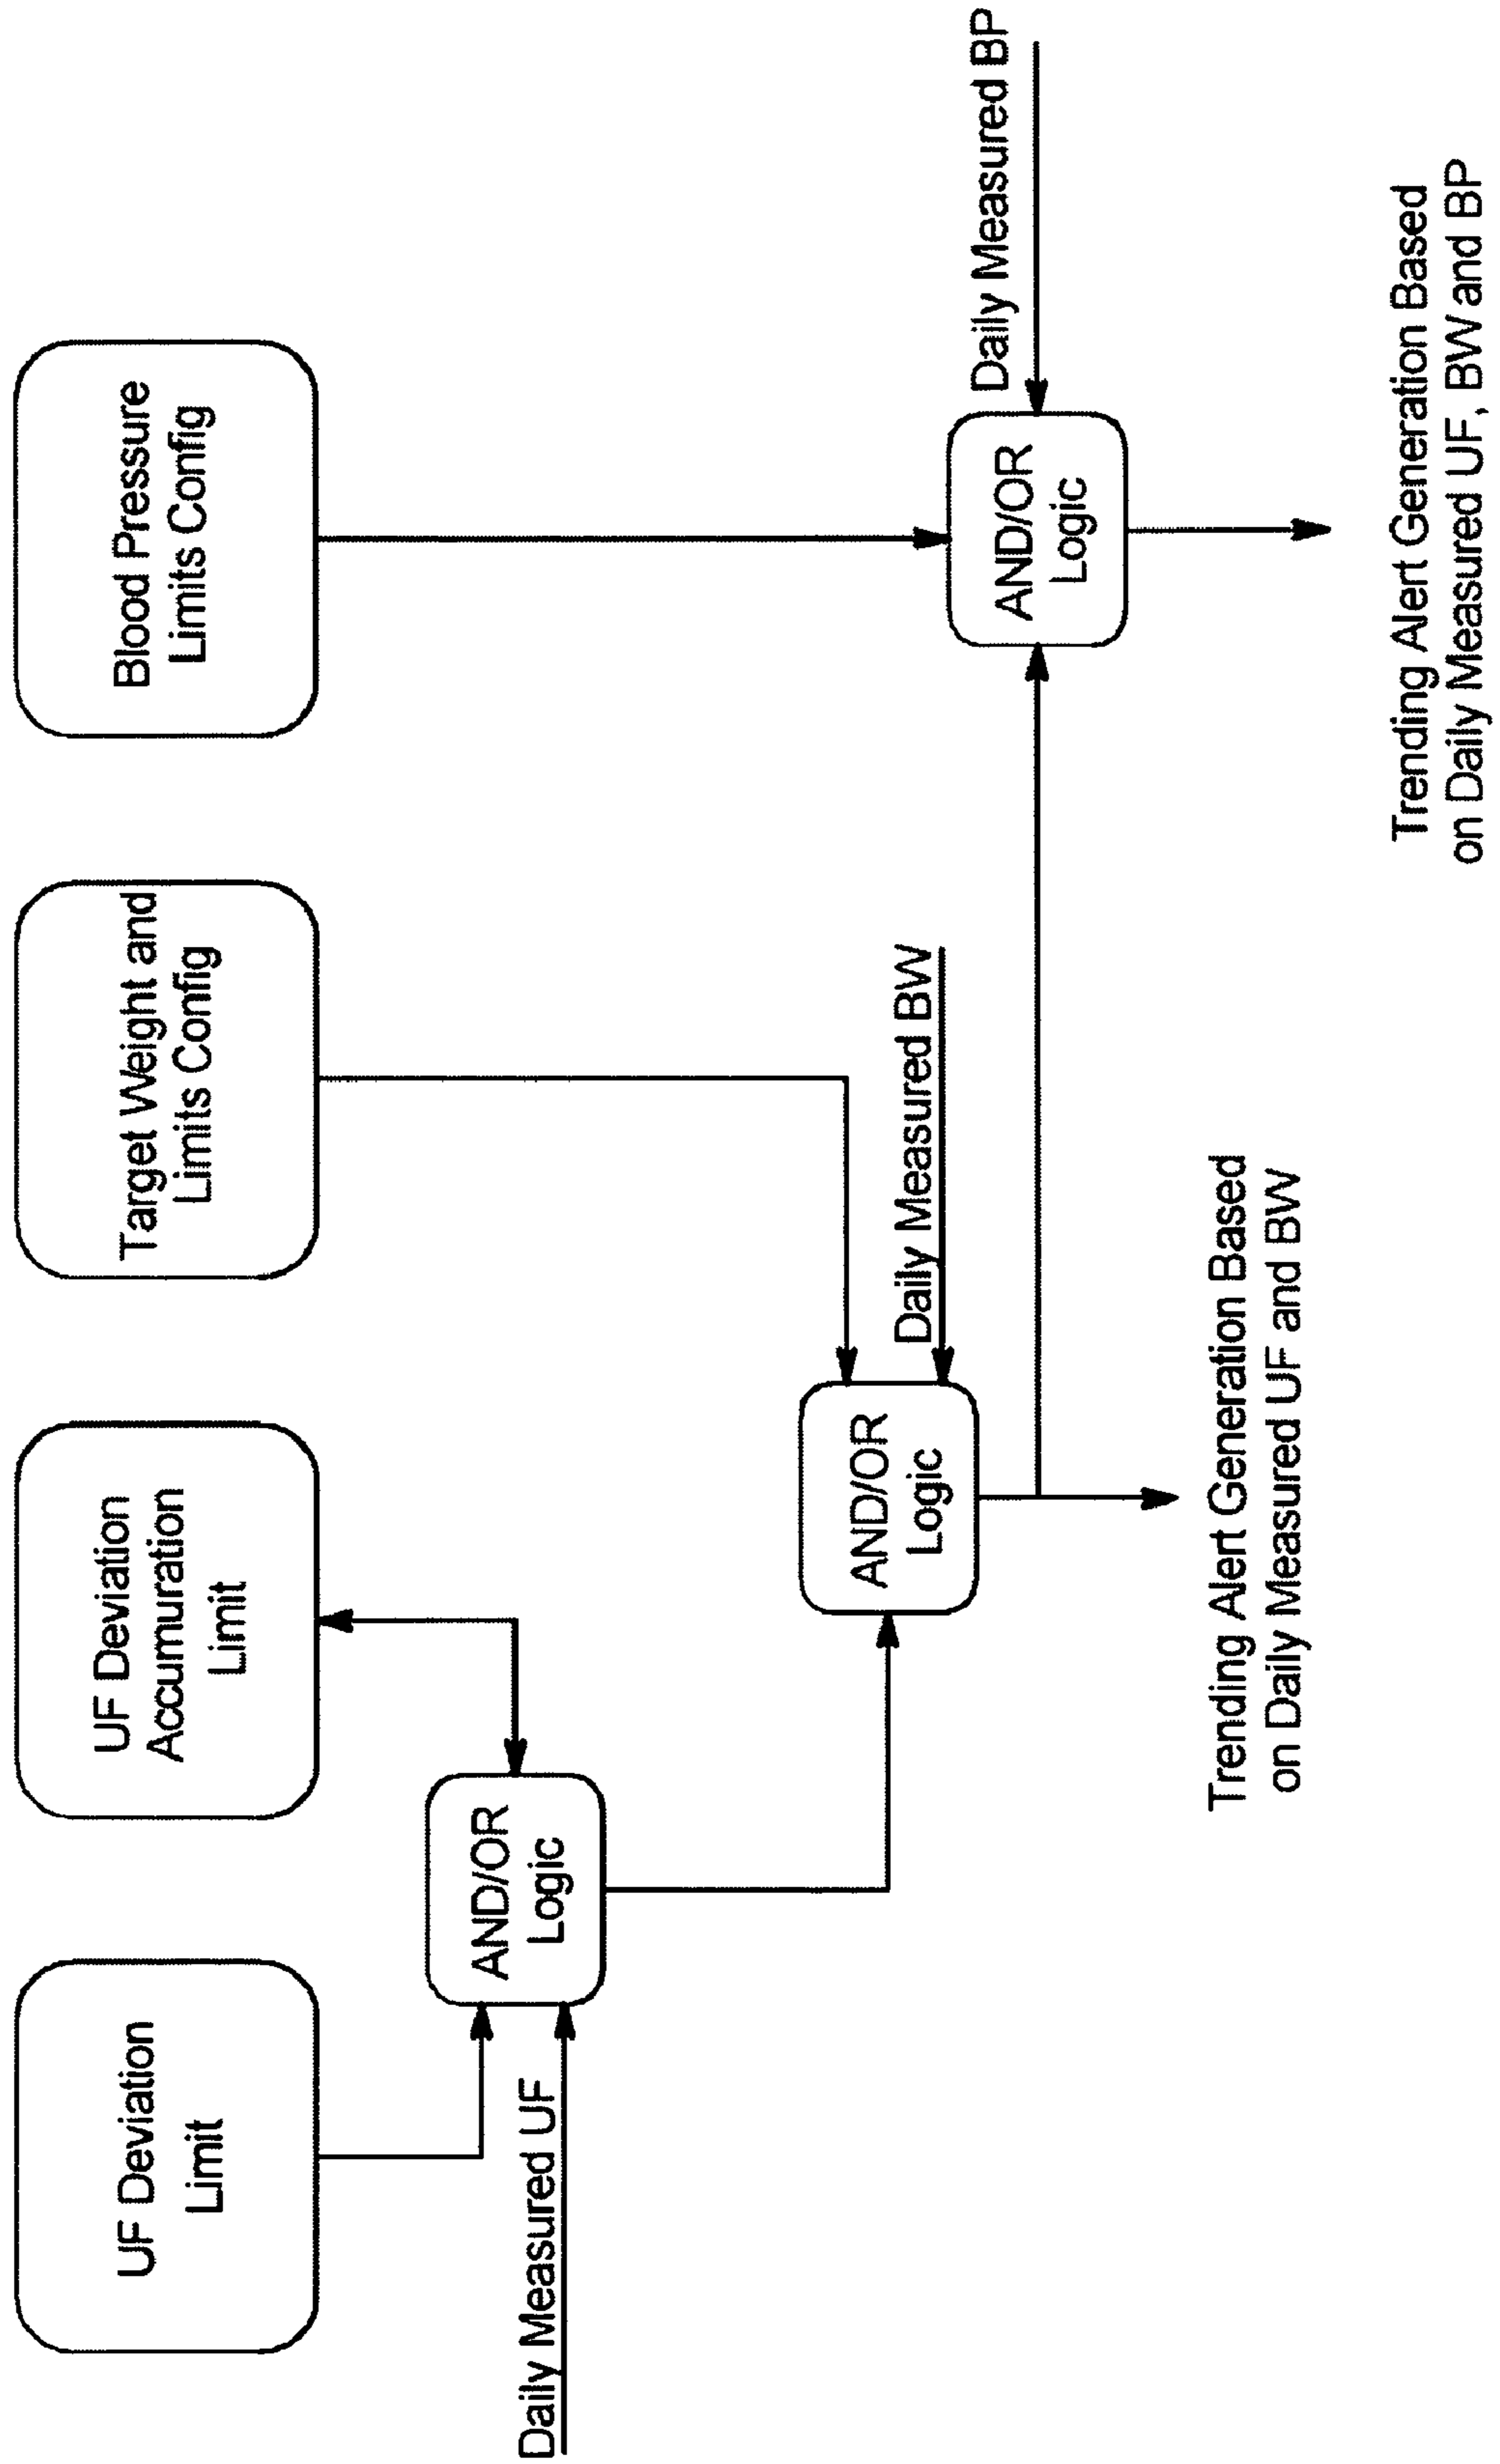 UF Deviation
Limit
UF Deviation
Accumuration
Limit
Target Weight and
Limits Config
Blood Pressure
Limits Config
Daily Measured UF
AND/OR
Logic
AND/OR
Logic
Daily Measured BW
AND/OR
Logic
Daily Measured BP
Trending Alert Generation Based
on Daily Measured UF and BW
Trending Alert Generation Based
on Daily Measured UF, BW and BP